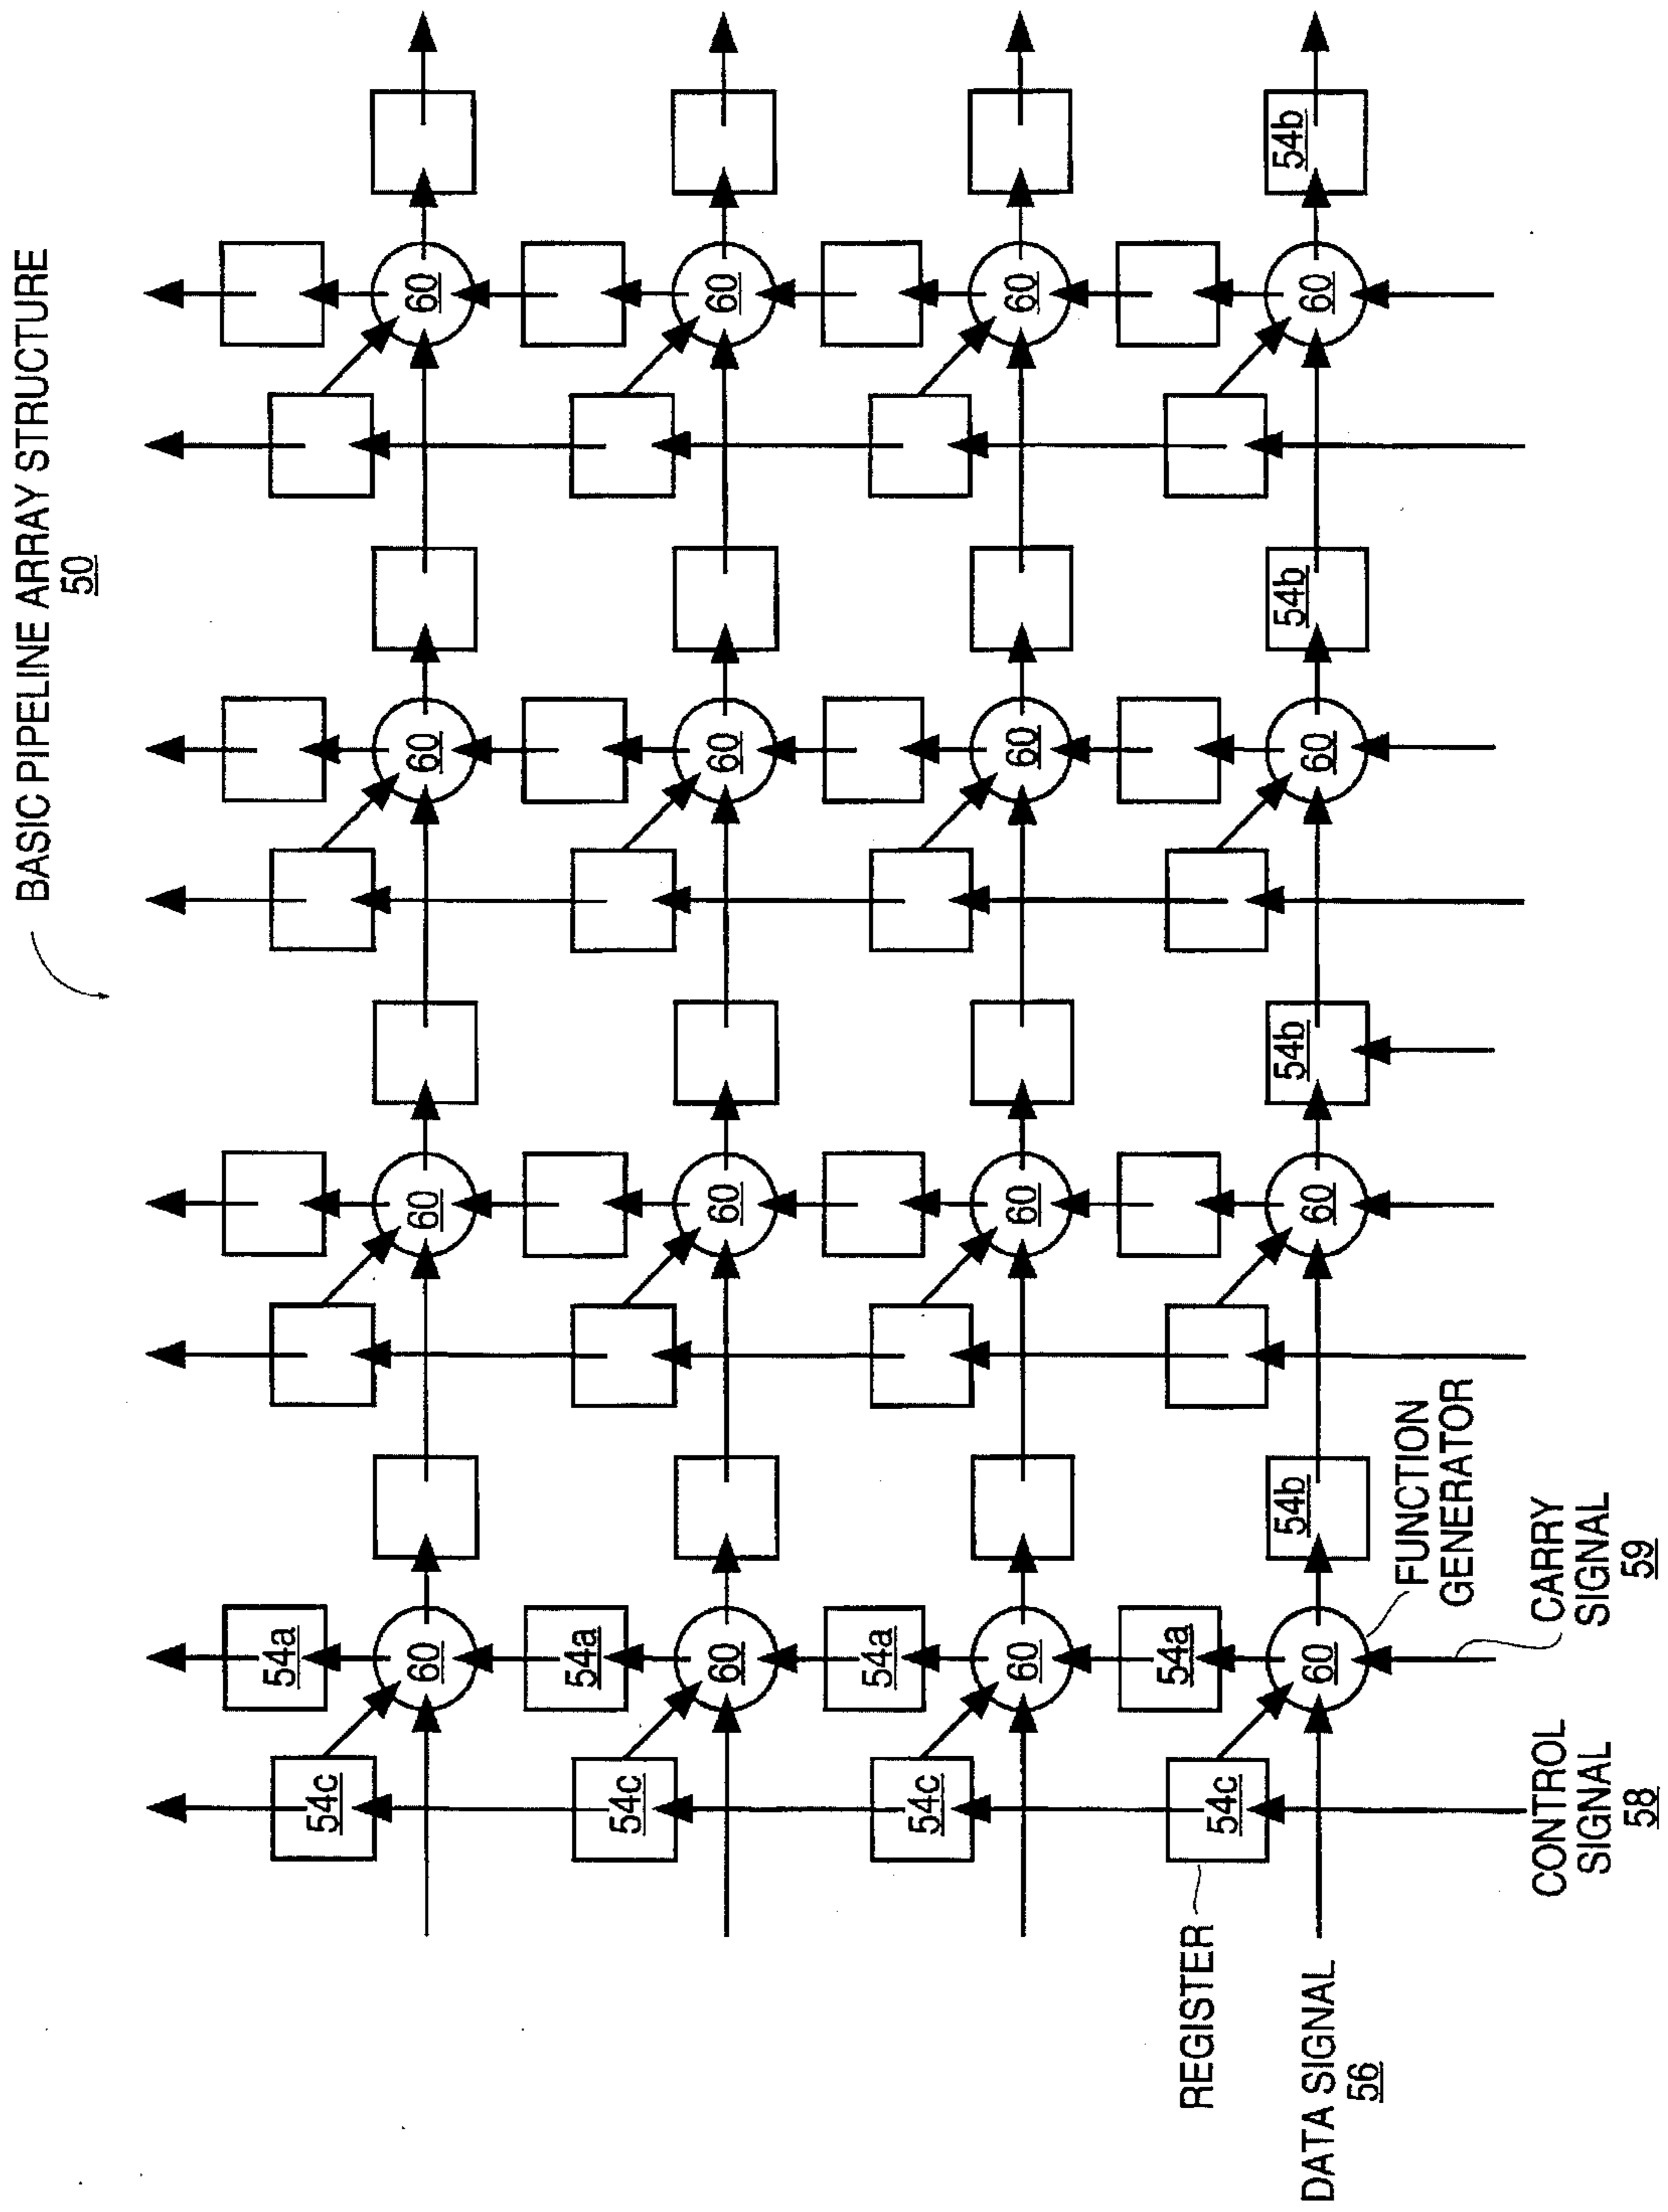 BASIC PIPELINE ARRAY STRUCTURE
50
54c
54a
60
60
60
60
54c
54a
60
60
60
60
54c
54a
60
60
60
60
REGISTER
54c
54a
54b
54b
54b
54b
60
60
60
60
DATA SIGNAL
56
FUNCTION
GENERATOR
CONTROL
SIGNAL
58
CARRY
SIGNAL
59